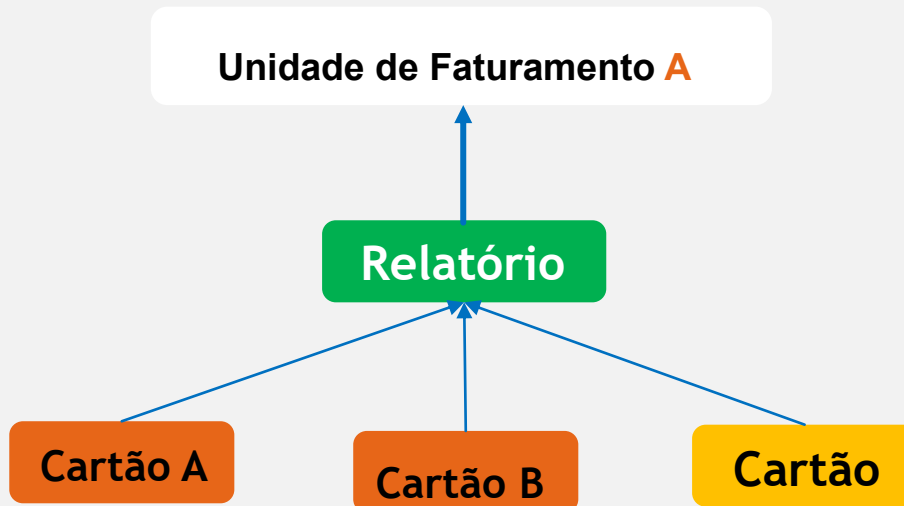 Unidade de Faturamento A
Relatório
Cartão A
Cartão B
Cartão